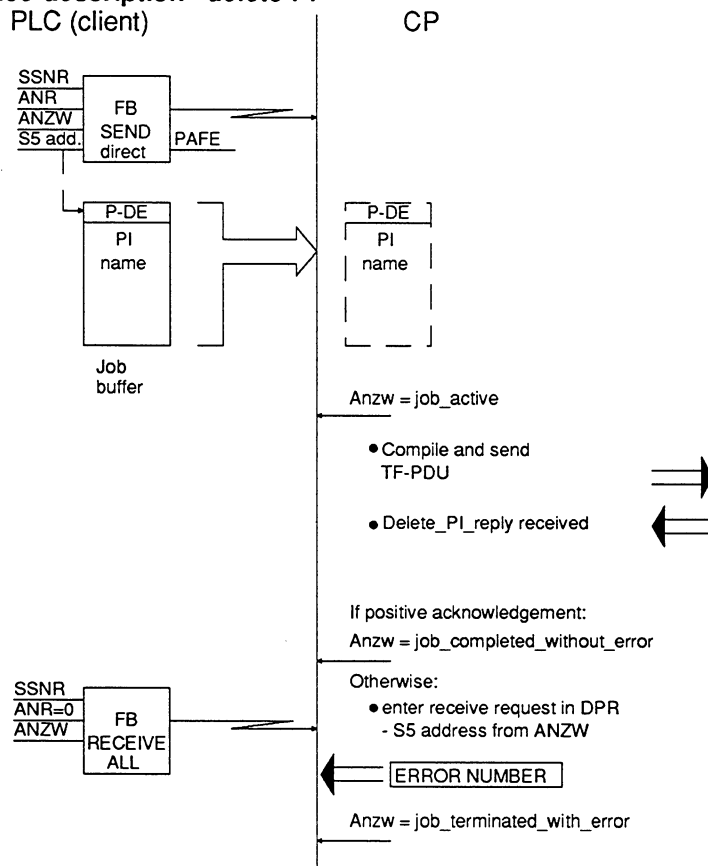 PLC (client)
CP
SSNR
ANR
ANZW
S5 add.
FB
SEND
direct
PAFE
P-DE
PI
name
Job
buffer
P-DE
PI
name
Anzw = job_active
• Compile and send
TF-PDU
• Delete_PI_reply received
If positive acknowledgement:
Anzw = job_completed_without_error
Otherwise:
• enter receive request in DPR
- S5 address from ANZW
SSNR
ANR=0
ANZW
FB
RECEIVE
ALL
ERROR NUMBER
Anzw = job_terminated_with_error